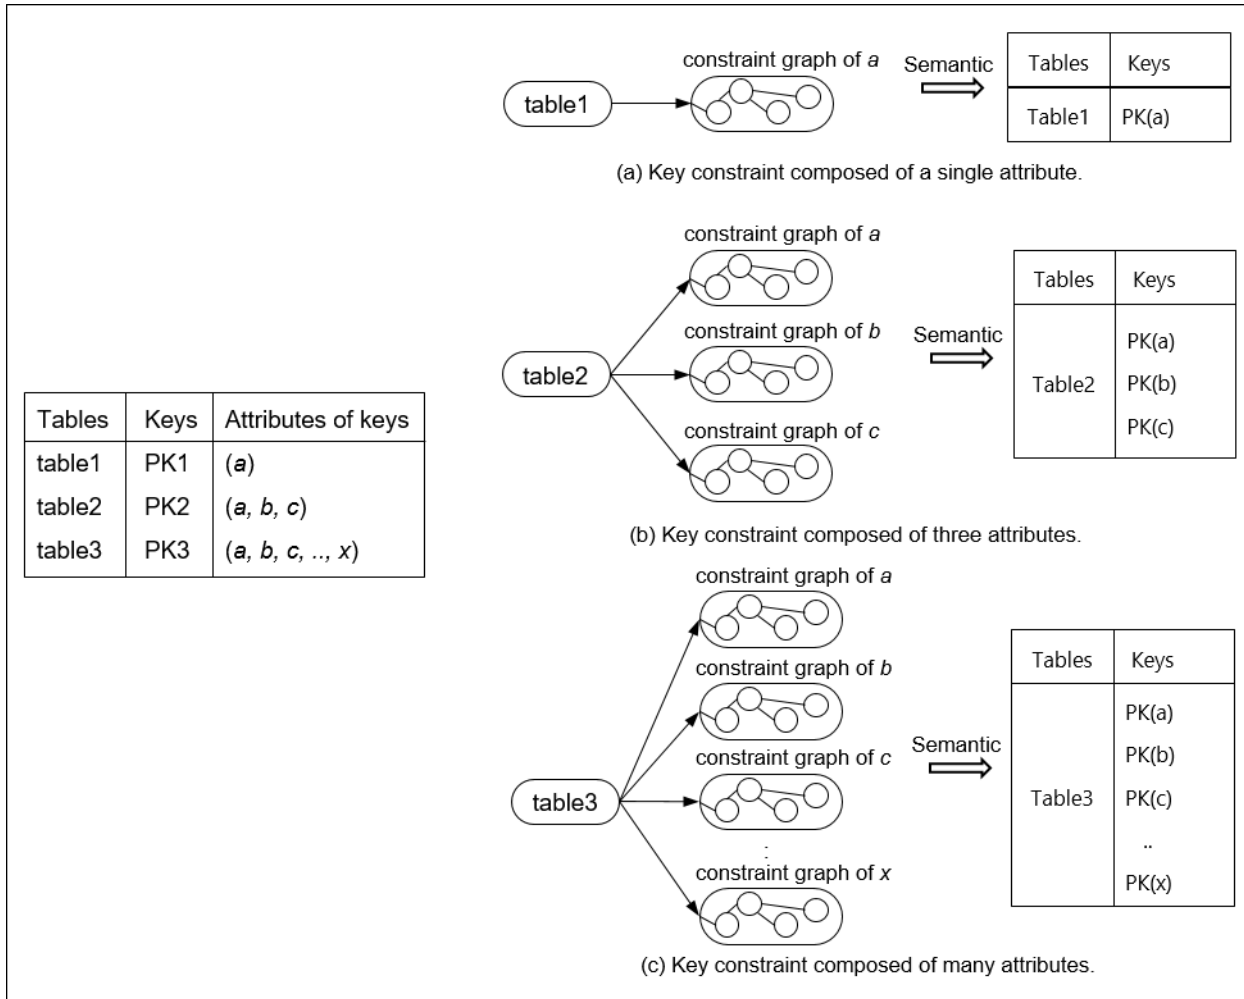 Tables Keys Attributes of keys
table1 PK1 (a)
table2 PK2 (a, b, c)
table3 PK3 (a, b, c, .., x)
constraint graph of a
table1
Semantic
Tables Keys
Table1 PK(a)
(a) Key constraint composed of a single attribute.
constraint graph of a
constraint graph of b
table2
constraint graph of c
Semantic
Tables Keys
PK(a)
Table2 PK(b)
PK(c)
(b) Key constraint composed of three attributes.
constraint graph of a
constraint graph of b
constraint graph of c
table3
:
constraint graph of x
Semantic
Tables Keys
PK(a)
PK(b)
Table3 PK(c)
..
PK(x)
(c) Key constraint composed of many attributes.